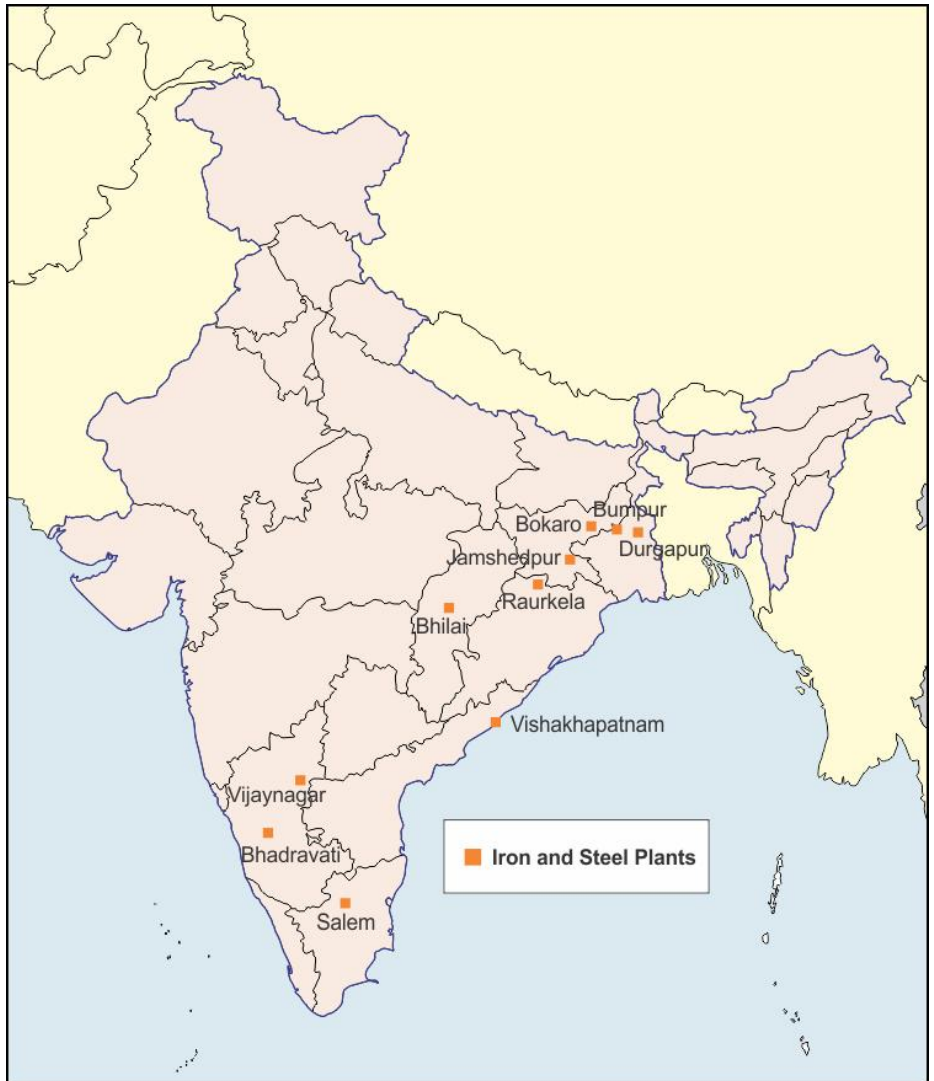 Bokaro
Bumpur
Durgapur
Jamshedpur
Raurkela
Bhilai
Vishakhapatnam
Vijaynagar
Bhadravati
Iron and Steel Plants
Salem